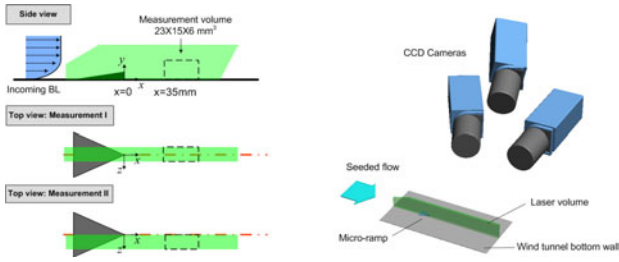 Side view
Measurement volume
23X15X6 mm³
y
Incoming BL
x=0
x
x=35mm
Top view: Measurement I
x
z
Top view: Measurement II
x
z
CCD Cameras
Seeded flow
Laser volume
Micro-ramp
Wind tunnel bottom wall